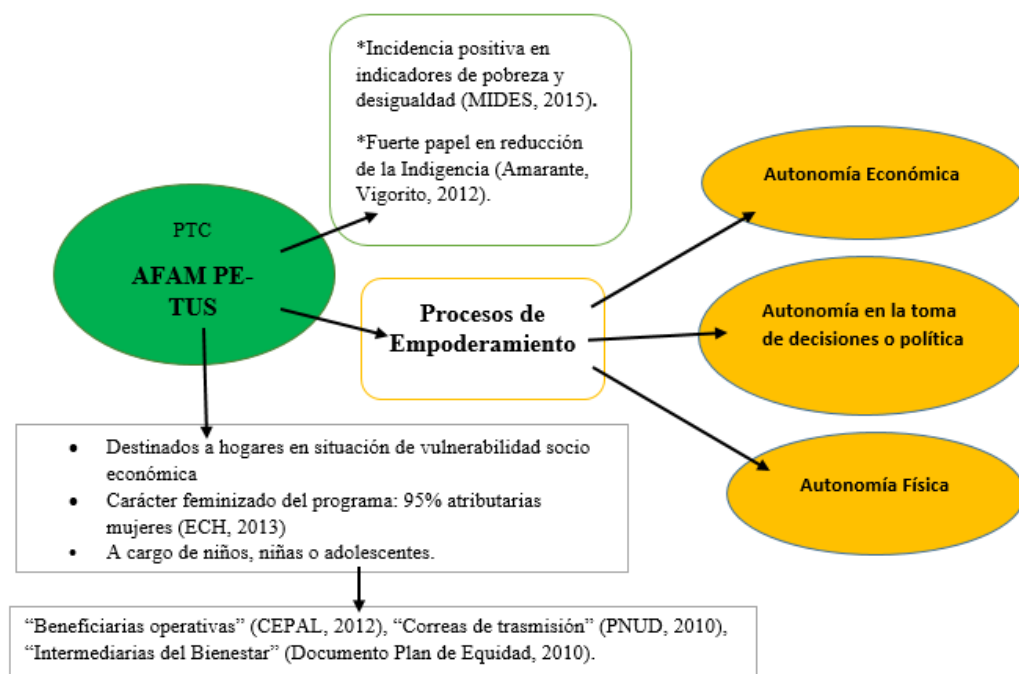 *Incidencia positiva en
indicadores de pobreza y
desigualdad (MIDES, 2015).
*Fuerte papel en reducción
de la Indigencia (Amarante,
Vigorito, 2012).
PTC
AFAM PE-
TUS
Procesos de
Empoderamiento
Autonomía Económica
Autonomía en la toma
de decisiones o política
Autonomía Física
• Destinados a hogares en situación de vulnerabilidad socio
económica
• Carácter feminizado del programa: 95% atributarias
mujeres (ECH, 2013)
• A cargo de niños, niñas o adolescentes.
“Beneficiarias operativas” (CEPAL, 2012), “Correas de trasmisión” (PNUD, 2010),
“Intermediarias del Bienestar” (Documento Plan de Equidad, 2010).